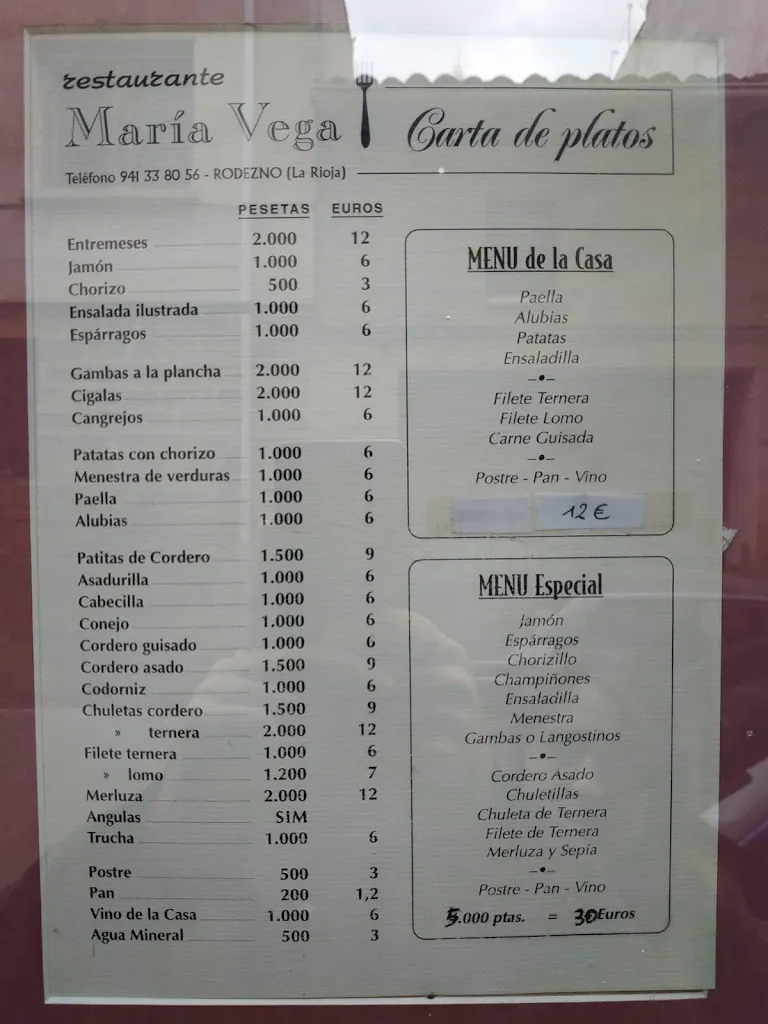 restaurante
María Vega
Carta de platos
Teléfono 941 33 80 56 - RODEZNO (La Rioja)
PESETAS EUROS
Entremeses 2.000 12
Jamón 1.000 6
Chorizo 500 3
Ensalada ilustrada 1.000 6
Espárragos 1.000 6
Gambas a la plancha 2.000 12
Cigalas 2.000 12
Cangrejos 1.000 6
Patatas con chorizo 1.000 6
Menestra de verduras 1.000 6
Paella 1.000 6
Alubias 1.000 6
Patitas de Cordero 1.500 9
Asadurilla 1.000 6
Cabecilla 1.000 6
Conejo 1.000 6
Cordero guisado 1.000 6
Cordero asado 1.500 9
Codorniz 1.000 6
Chuletas cordero 1.500 9
» ternera 2.000 12
Filete ternera 1.000 6
» lomo 1.200 7
Merluza 2.000 12
Angulas S!M
Trucha 1.000 6
Postre 500 3
Pan 200 1,2
Vino de la Casa 1.000 6
Agua Mineral 500 3
MENU de la Casa
Paella
Alubias
Patatas
Ensaladilla
Filete Ternera
Filete Lomo
Carne Guisada
Postre - Pan - Vino
12 €
MENU Especial
Jamón
Espárragos
Chorizillo
Champiñones
Ensaladilla
Menestra
Gambas o Langostinos
Cordero Asado
Chuletillas
Chuleta de Ternera
Filete de Ternera
Merluza y Sepia
Postre - Pan - Vino
5.000 ptas. = 30 Euros